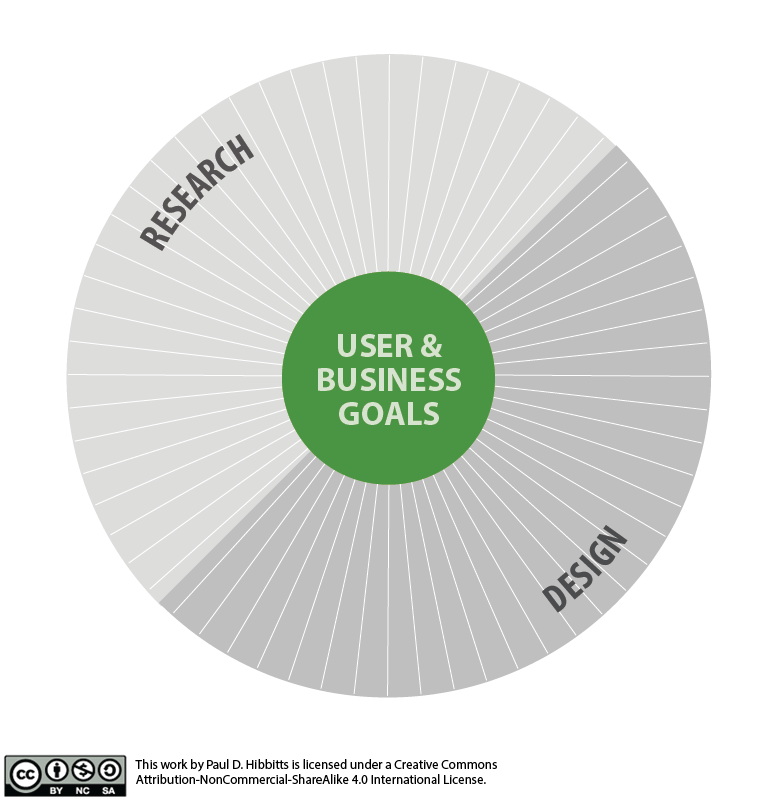 RESEARCH
USER &
BUSINESS
GOALS
DESIGN
cc
BY NC SA
This work by Paul D. Hibbitts is licensed under a Creative Commons
Attribution-NonCommercial-ShareAlike 4.0 International License.